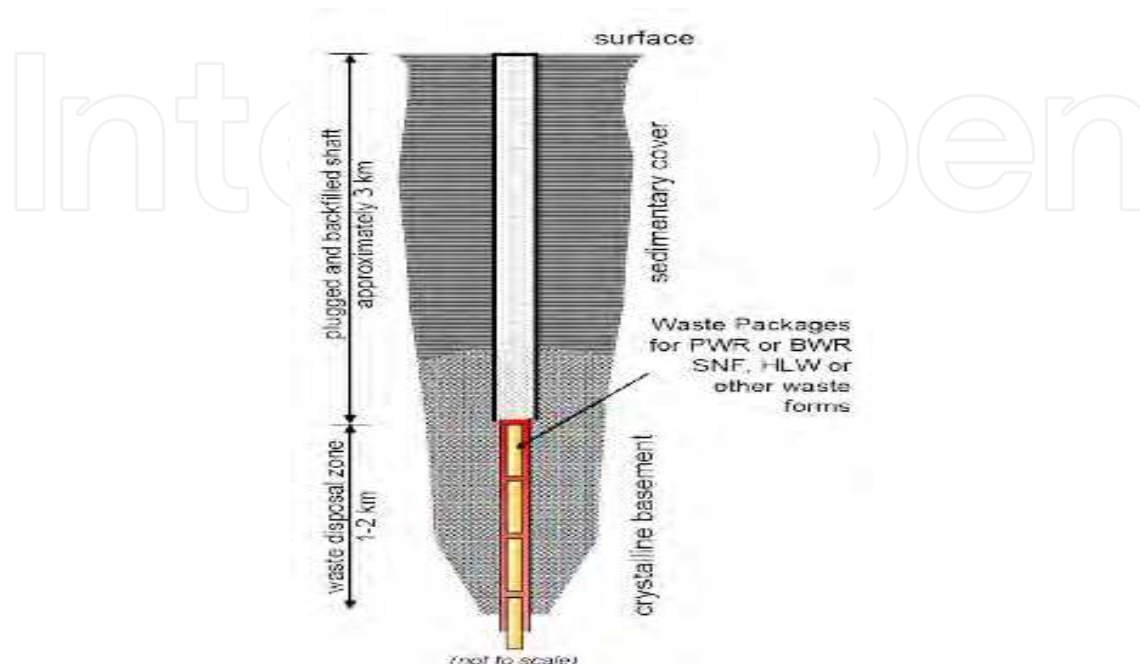 surface
plugged and backfilled shaft
approximately 3 km
sedimentary cover
Waste Packages
for PWR or BWR
SNF, HLW or
other waste
forms
waste disposal zone
1-2 km
crystalline basement
(not to scale)